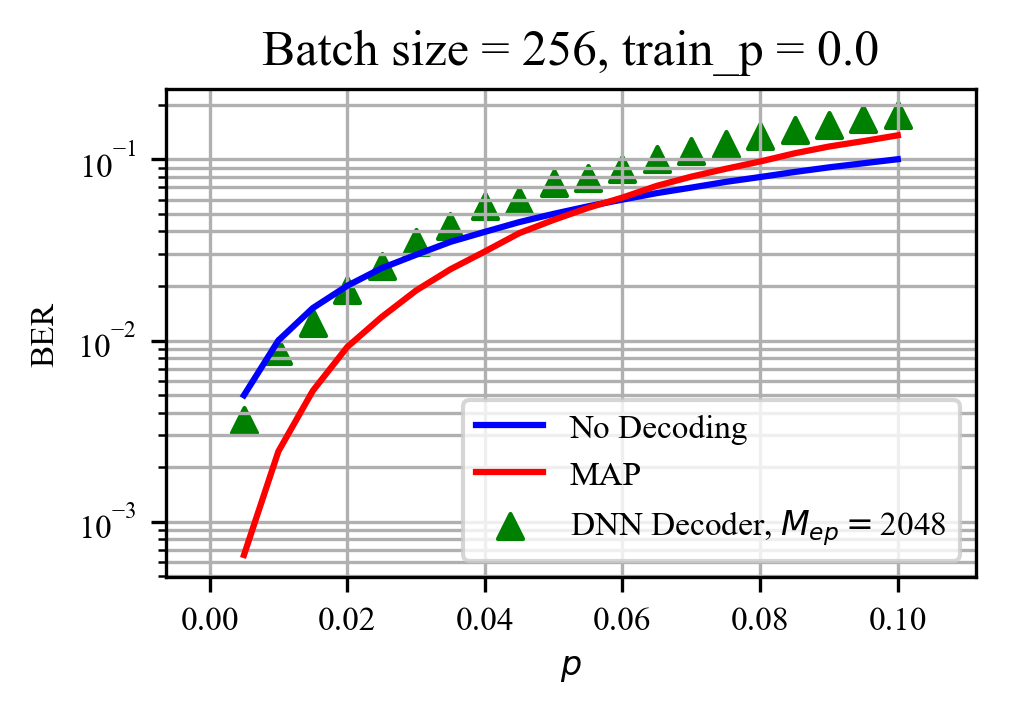 Batch size = 256, train_p = 0.0
BER
10⁻¹
10⁻²
10⁻³
No Decoding
MAP
DNN Decoder, Mₑₚ = 2048
0.00 0.02 0.04 0.06 0.08 0.10
p